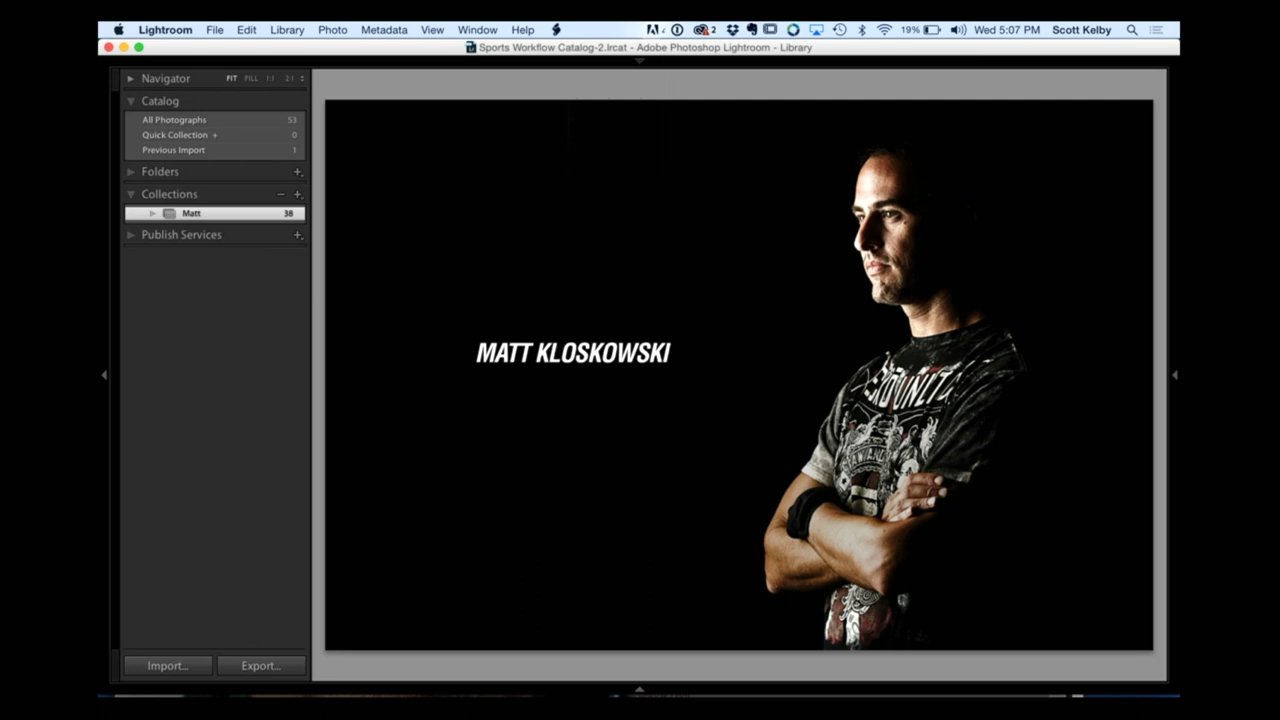 Lightroom File Edit Library Photo Metadata View Window Help 2 19% Wed 5:07 PM Scott Kelby
Sports Workflow Catalog-2.lrcat - Adobe Photoshop Lightroom - Library
Navigator FIT FILL 1:1 2:1
Catalog
All Photographs 53
Quick Collection + 0
Previous Import 1
Folders +
Collections − +
Matt 38
Publish Services +
MATT KLOSKOWSKI
Import... Export...